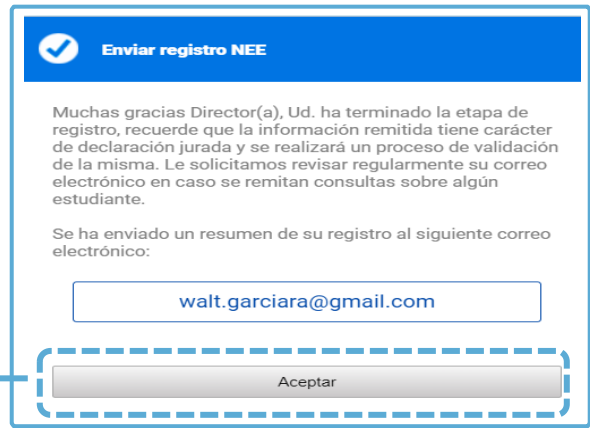 Enviar registro NEE
Muchas gracias Director(a), Ud. ha terminado la etapa de
registro, recuerde que la información remitida tiene carácter
de declaración jurada y se realizará un proceso de validación
de la misma. Le solicitamos revisar regularmente su correo
electrónico en caso se remitan consultas sobre algún
estudiante.
Se ha enviado un resumen de su registro al siguiente correo
electrónico:
walt.garciara@gmail.com
Aceptar